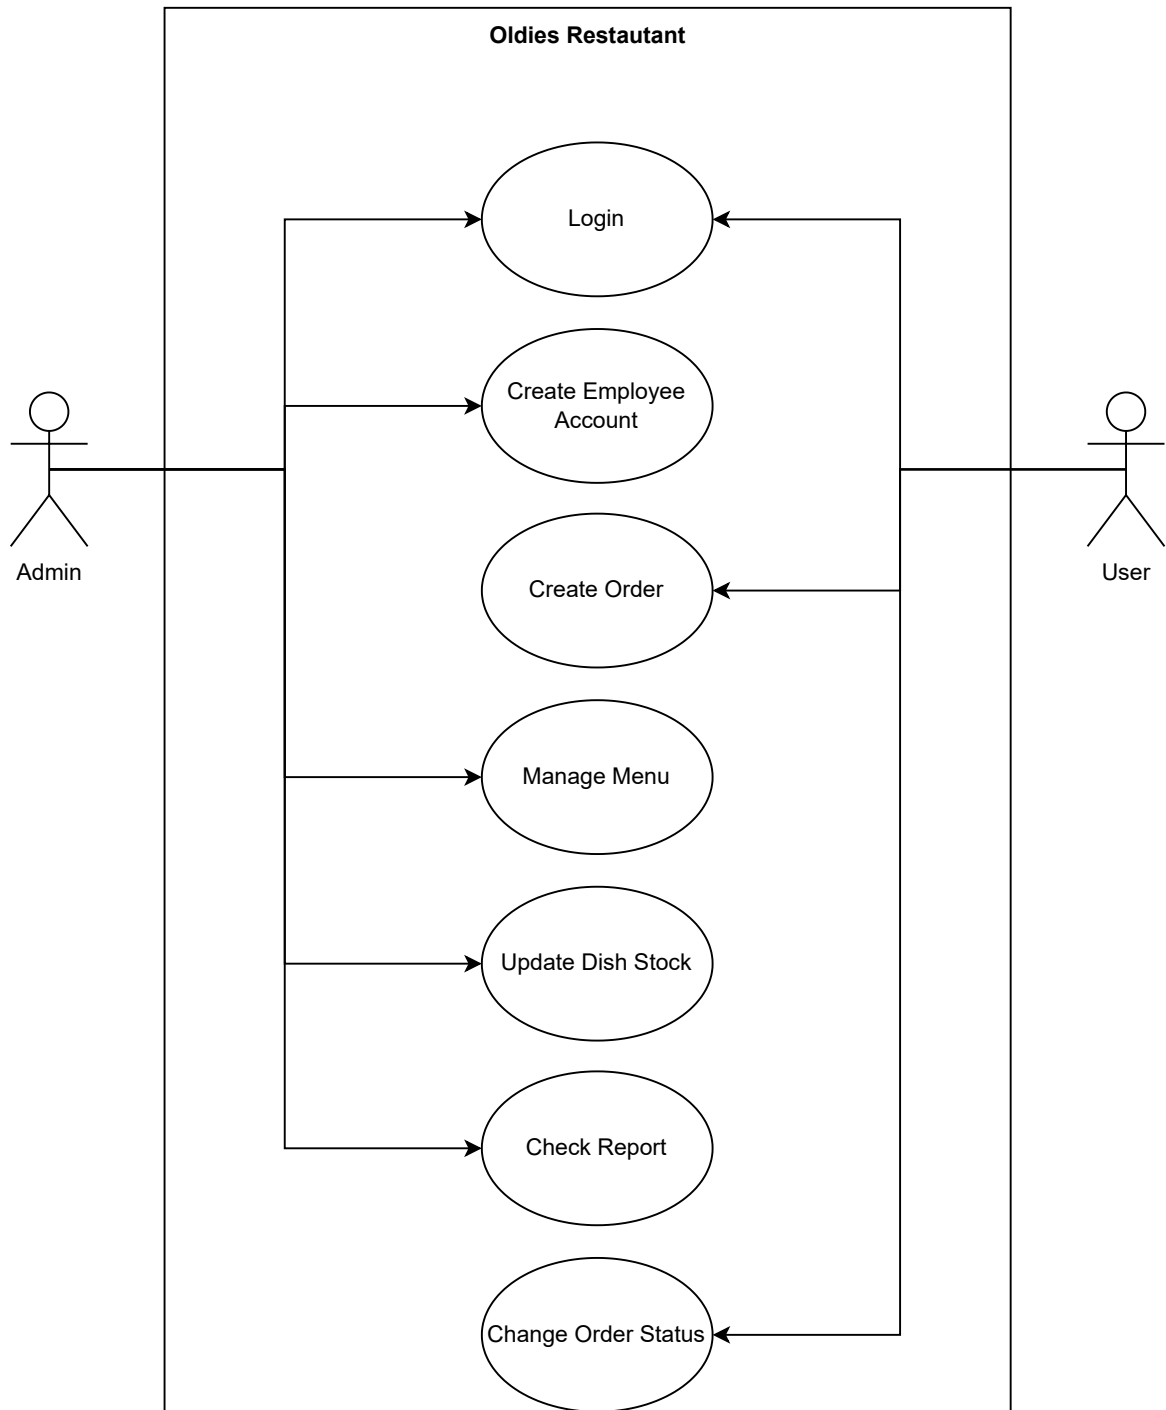 Oldies Restautant
Login
Create Employee
Account
Admin
User
Create Order
Manage Menu
Update Dish Stock
Check Report
Change Order Status